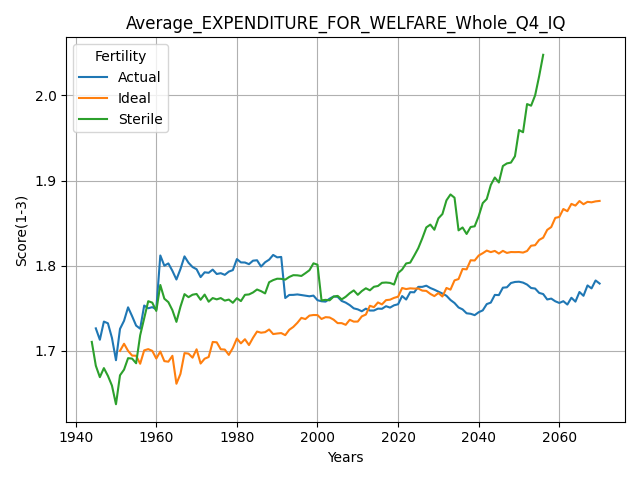 Average_EXPENDITURE_FOR_WELFARE_Whole_Q4_IQ
Fertility
Actual
Ideal
Sterile
Score(1-3)
2.0
1.9
1.8
1.7
1940 1960 1980 2000 2020 2040 2060
Years